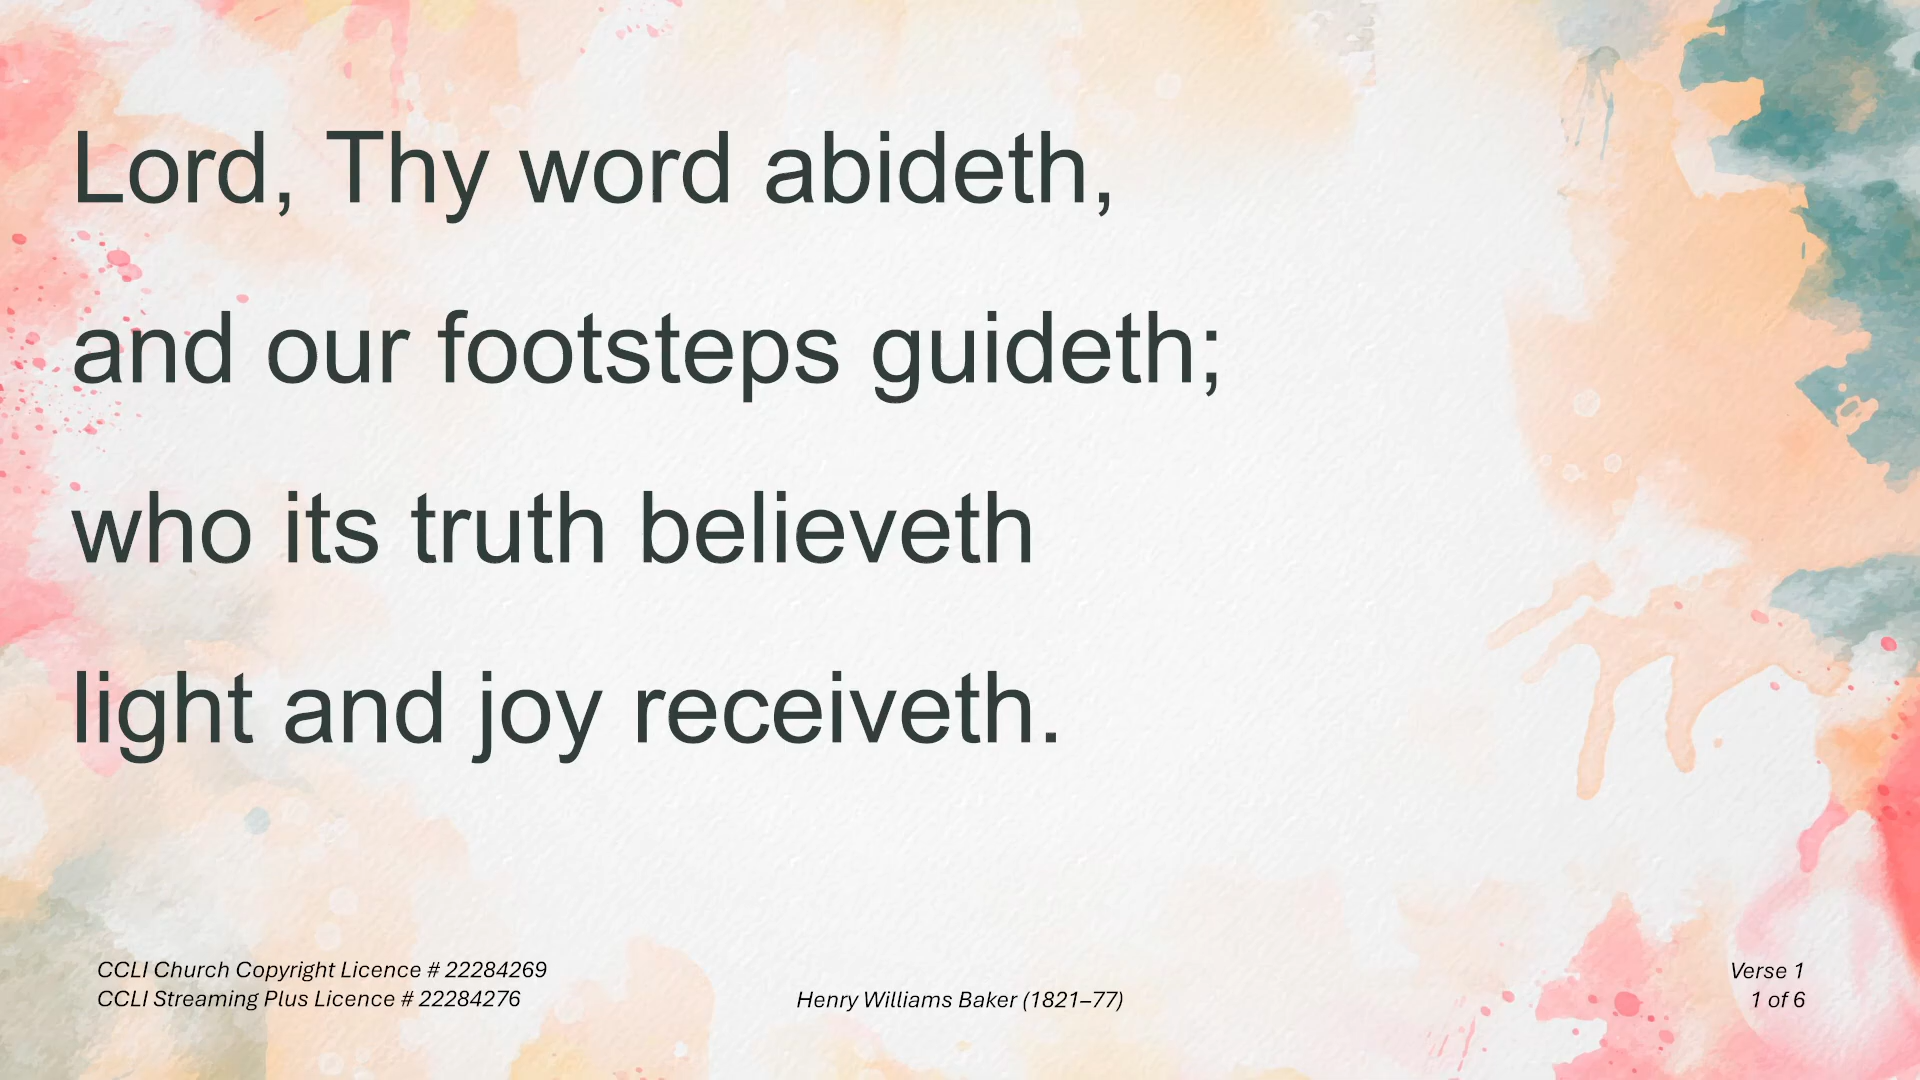 Lord, Thy word abideth,
and our footsteps guideth;
who its truth believeth
light and joy receiveth.
CCLI Church Copyright Licence # 22284269
CCLI Streaming Plus Licence # 22284276
Henry Williams Baker (1821–77)
Verse 1
1 of 6